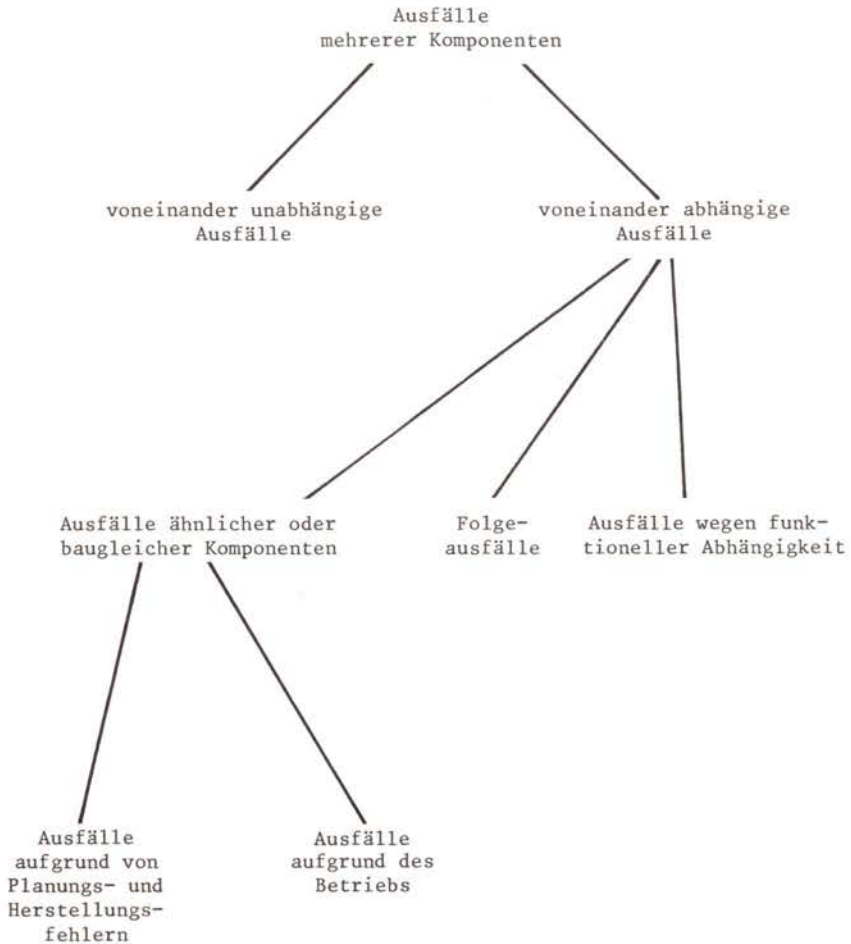 Ausfälle
mehrerer Komponenten
voneinander unabhängige
Ausfälle
voneinander abhängige
Ausfälle
Ausfälle ähnlicher oder
baugleicher Komponenten
Folge-
ausfälle
Ausfälle wegen funk-
tioneller Abhängigkeit
Ausfälle
aufgrund von
Planungs- und
Herstellungs-
fehlern
Ausfälle
aufgrund des
Betriebs